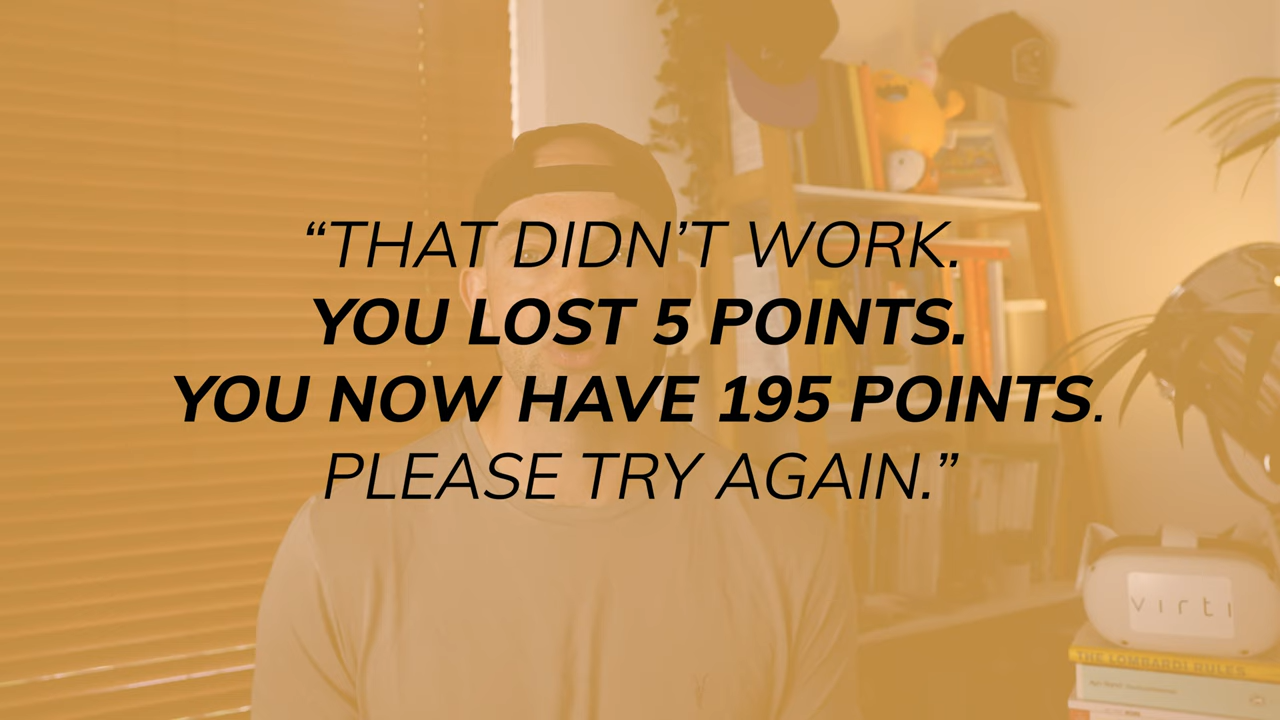 “THAT DIDN’T WORK.
YOU LOST 5 POINTS.
YOU NOW HAVE 195 POINTS.
PLEASE TRY AGAIN.”
virti
THE LOMBARDI RULES